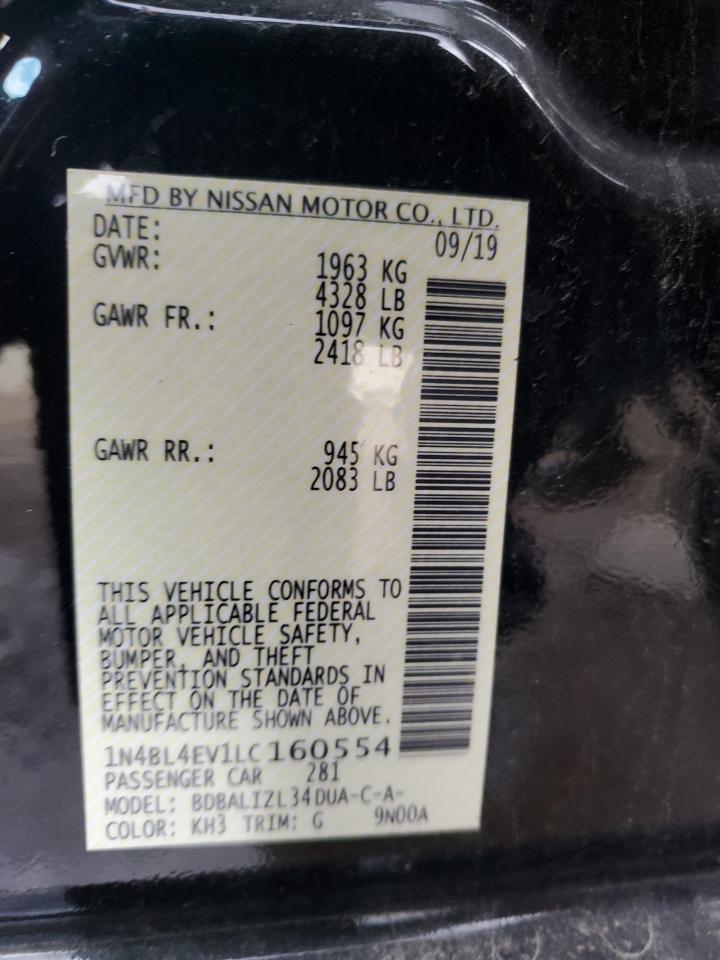 MFD BY NISSAN MOTOR CO., LTD.
DATE: 09/19
GVWR: 1963 KG
4328 LB
GAWR FR.: 1097 KG
2418 LB
GAWR RR.: 945 KG
2083 LB
THIS VEHICLE CONFORMS TO
ALL APPLICABLE FEDERAL
MOTOR VEHICLE SAFETY,
BUMPER, AND THEFT
PREVENTION STANDARDS IN
EFFECT ON THE DATE OF
MANUFACTURE SHOWN ABOVE.
1N4BL4EV1LC160554
PASSENGER CAR 281
MODEL: BDBALIZL34DUA-C-A-
COLOR: KH3 TRIM: G 9N00A